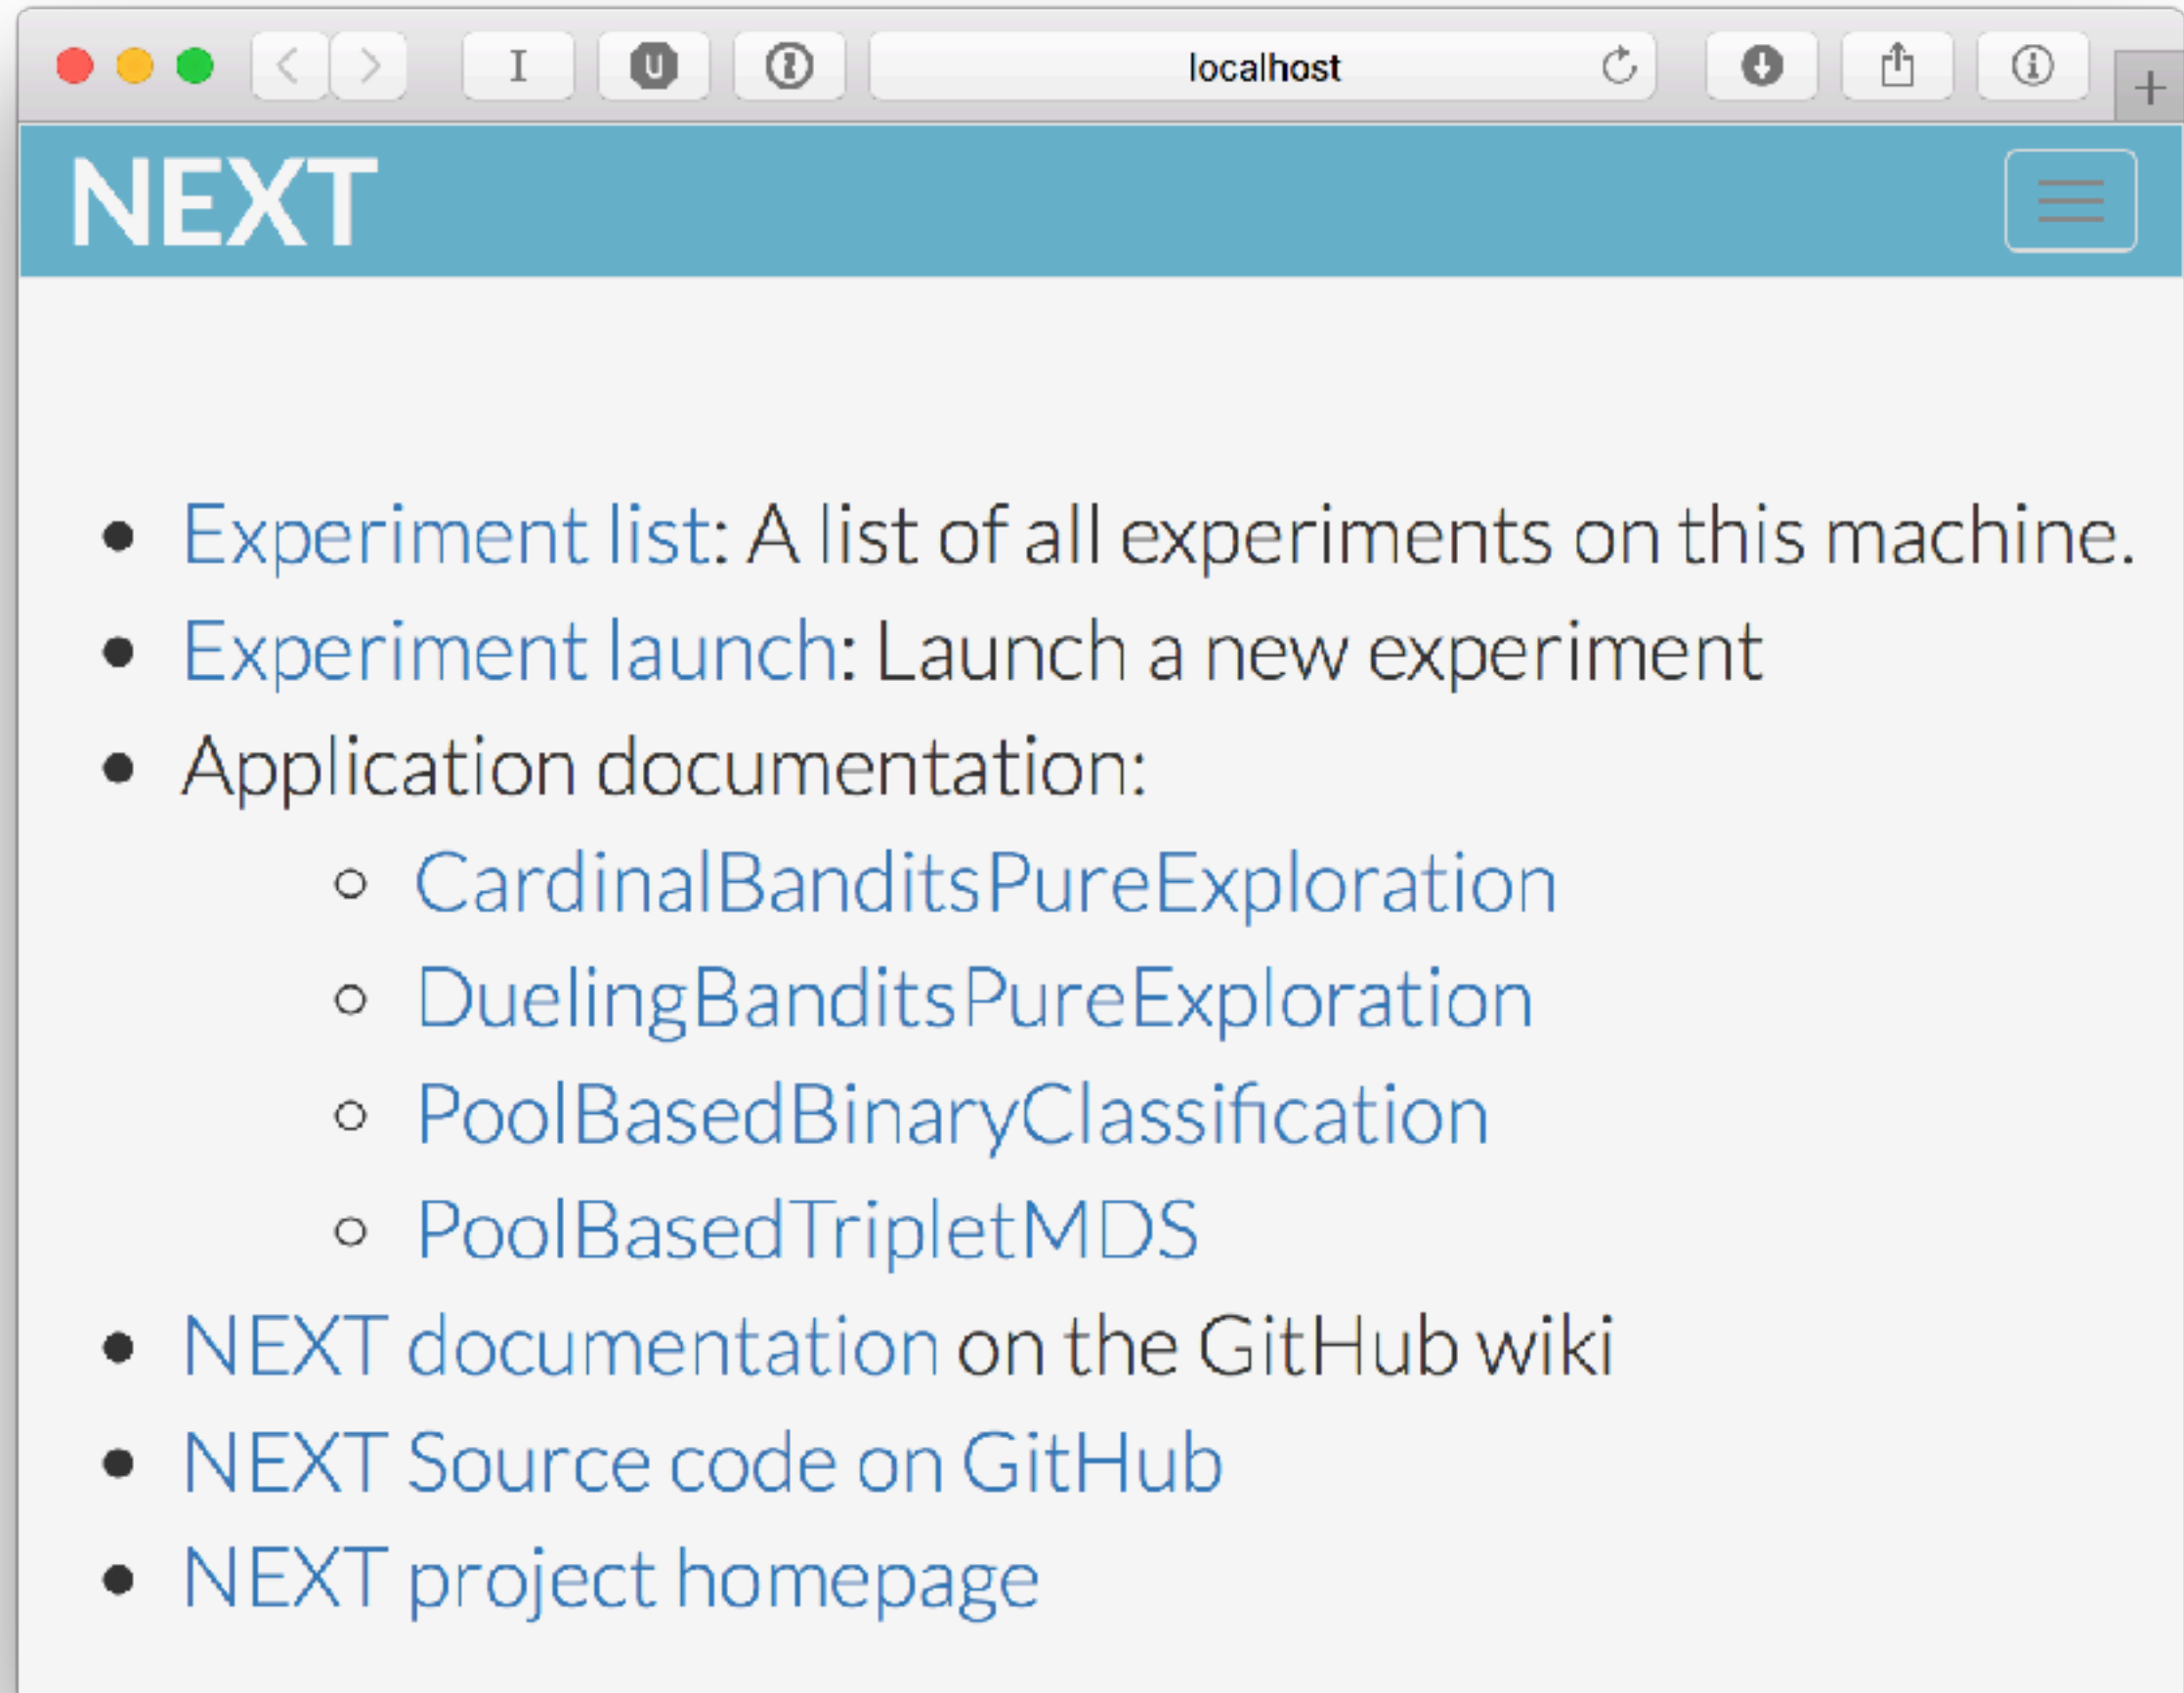 localhost
NEXT
Experiment list: A list of all experiments on this machine.
Experiment launch: Launch a new experiment
Application documentation:
CardinalBanditsPureExploration
DuelingBanditsPureExploration
PoolBasedBinaryClassification
PoolBasedTripletMDS
NEXT documentation on the GitHub wiki
NEXT Source code on GitHub
NEXT project homepage